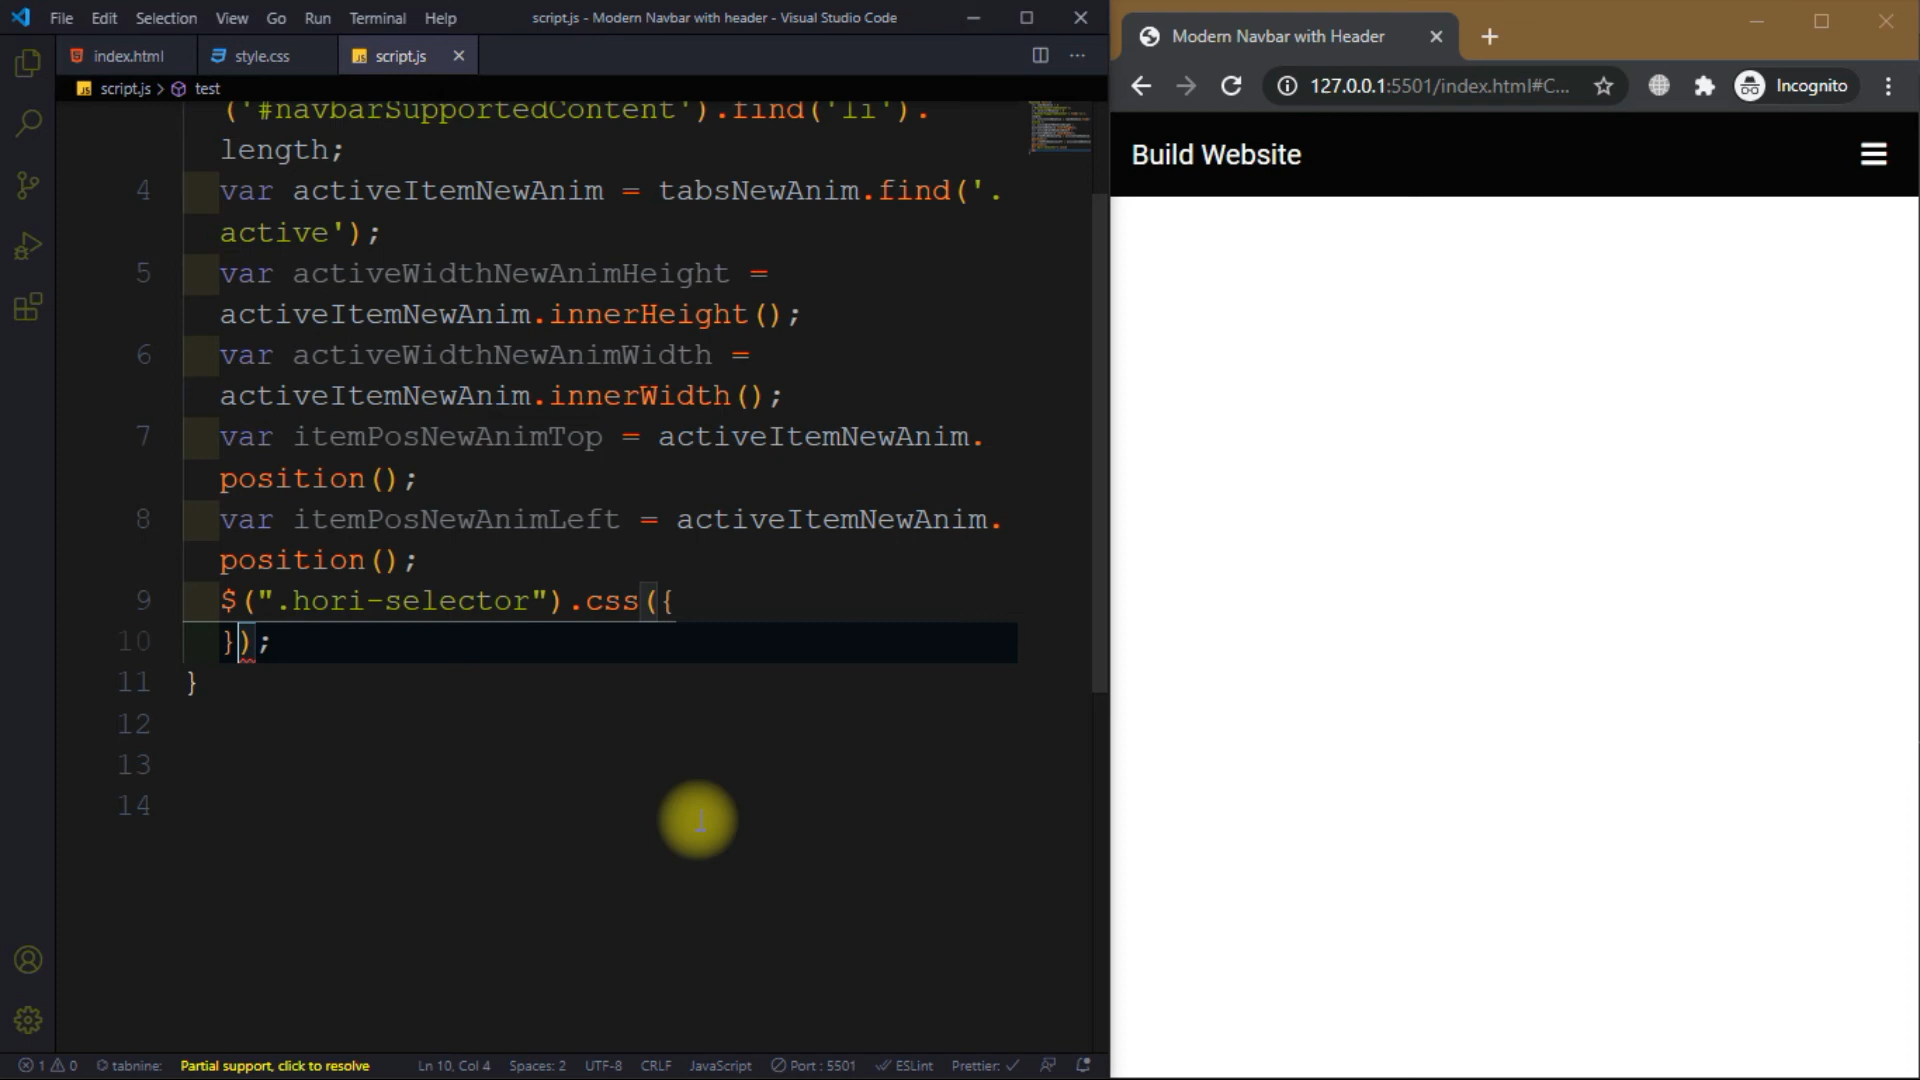 File Edit Selection View Go Run Terminal Help script.js - Modern Navbar with header - Visual Studio Code
index.html style.css script.js
script.js > test
('#navbarSupportedContent').find('li').
length;
4 var activeItemNewAnim = tabsNewAnim.find('.
active');
5 var activeWidthNewAnimHeight =
activeItemNewAnim.innerHeight();
6 var activeWidthNewAnimWidth =
activeItemNewAnim.innerWidth();
7 var itemPosNewAnimTop = activeItemNewAnim.
position();
8 var itemPosNewAnimLeft = activeItemNewAnim.
position();
9 $(".hori-selector").css({
10 });
11 }
12
13
14
1 0 tabnine: Partial support, click to resolve Ln 10, Col 4 Spaces: 2 UTF-8 CRLF JavaScript Port : 5501 ESLint Prettier: ✓
Modern Navbar with Header
127.0.0.1:5501/index.html#C... Incognito
Build Website